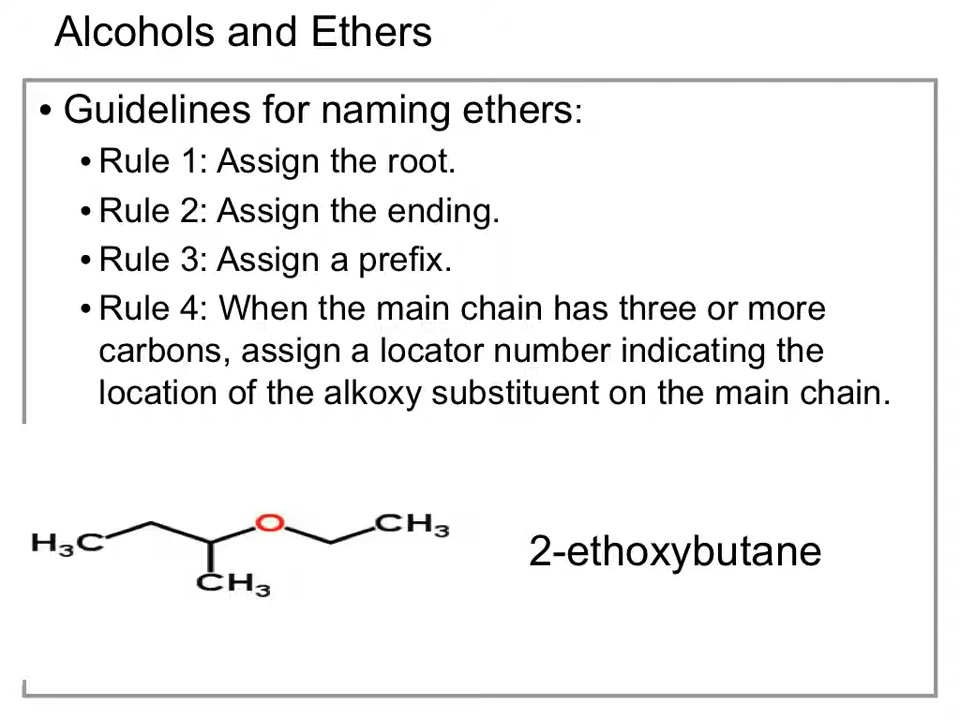 Alcohols and Ethers
• Guidelines for naming ethers:
• Rule 1: Assign the root.
• Rule 2: Assign the ending.
• Rule 3: Assign a prefix.
• Rule 4: When the main chain has three or more
carbons, assign a locator number indicating the
location of the alkoxy substituent on the main chain.
H₃C O CH₃
CH₃
2-ethoxybutane